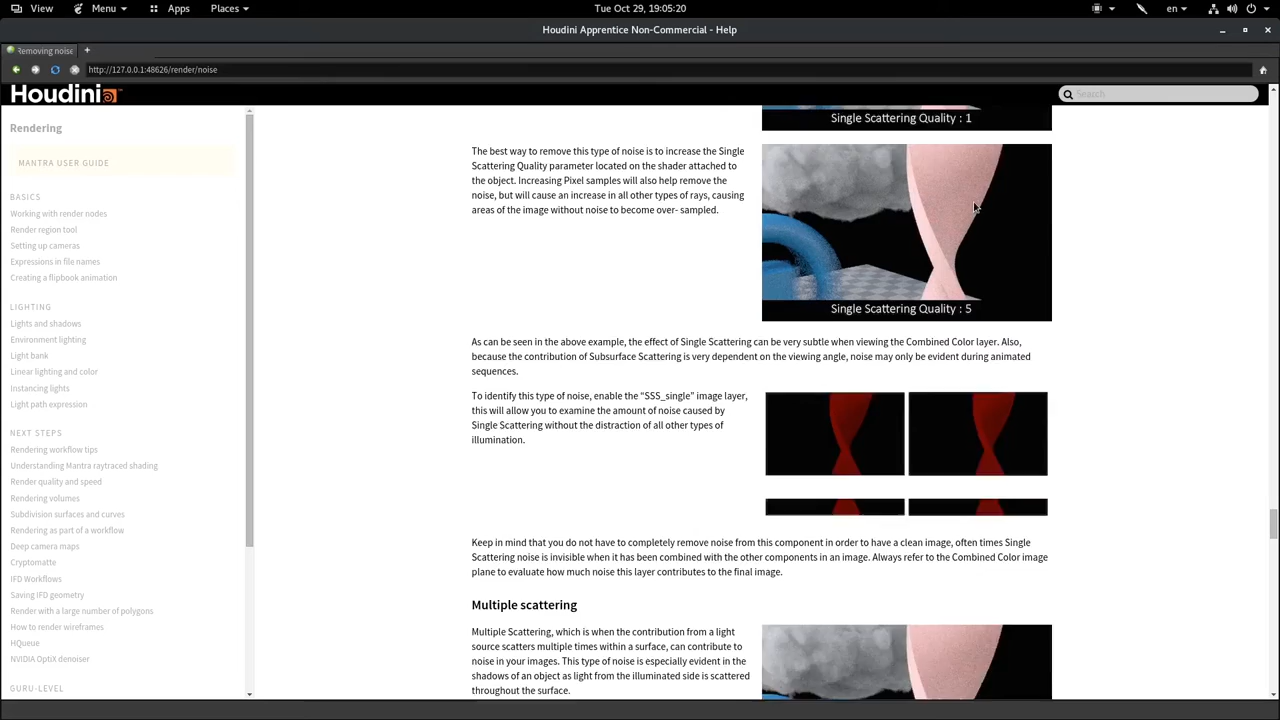 View
Menu
Apps
Places
Tue Oct 29, 19:05:20
en
Houdini Apprentice Non-Commercial - Help
Removing noise
http://127.0.0.1:48626/render/noise
Houdini
Search
Rendering
MANTRA USER GUIDE
BASICS
Working with render nodes
Render region tool
Setting up cameras
Expressions in file names
Creating a flipbook animation
LIGHTING
Lights and shadows
Environment lighting
Light bank
Linear lighting and color
Instancing lights
Light path expression
NEXT STEPS
Rendering workflow tips
Understanding Mantra raytraced shading
Render quality and speed
Rendering volumes
Subdivision surfaces and curves
Rendering as part of a workflow
Deep camera maps
Cryptomatte
IFD Workflows
Saving IFD geometry
Render with a large number of polygons
How to render wireframes
HQueue
NVIDIA OptiX denoiser
GURU-LEVEL
Single Scattering Quality : 1
The best way to remove this type of noise is to increase the Single
Scattering Quality parameter located on the shader attached to
the object. Increasing Pixel samples will also help remove the
noise, but will cause an increase in all other types of rays, causing
areas of the image without noise to become over- sampled.
Single Scattering Quality : 5
As can be seen in the above example, the effect of Single Scattering can be very subtle when viewing the Combined Color layer. Also,
because the contribution of Subsurface Scattering is very dependent on the viewing angle, noise may only be evident during animated
sequences.
To identify this type of noise, enable the “SSS_single” image layer,
this will allow you to examine the amount of noise caused by
Single Scattering without the distraction of all other types of
illumination.
Keep in mind that you do not have to completely remove noise from this component in order to have a clean image, often times Single
Scattering noise is invisible when it has been combined with the other components in an image. Always refer to the Combined Color image
plane to evaluate how much noise this layer contributes to the final image.
Multiple scattering
Multiple Scattering, which is when the contribution from a light
source scatters multiple times within a surface, can contribute to
noise in your images. This type of noise is especially evident in the
shadows of an object as light from the illuminated side is scattered
throughout the surface.